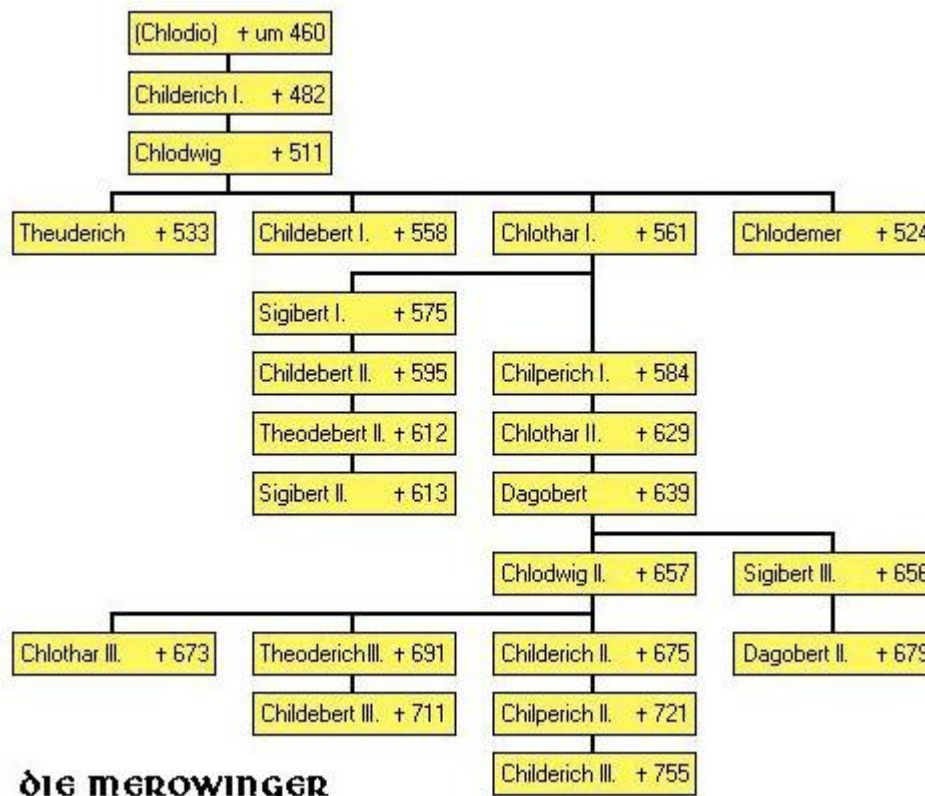 (Chlodio) † um 460
Childerich I. † 482
Chlodwig † 511
Theuderich † 533 Childebert I. † 558 Chlothar I. † 561 Chlodemer † 524
Sigibert I. † 575
Childebert II. † 595 Chilperich I. † 584
Theodebert II. † 612 Chlothar II. † 629
Sigibert II. † 613 Dagobert † 639
Chlodwig II. † 657 Sigibert III. † 656
Chlothar III. † 673 Theoderich III. † 691 Childerich II. † 675 Dagobert II. † 679
Childebert III. † 711 Chilperich II. † 721
Childerich III. † 755
DIE MEROWINGER